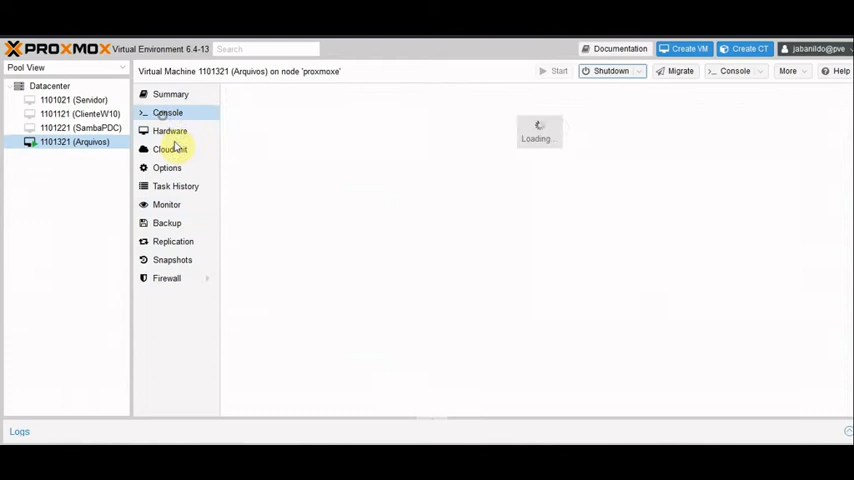 PROXMOX Virtual Environment 6.4-13 Search Documentation Create VM Create CT jabanildo@pve
Pool View
Virtual Machine 1101321 (Arquivos) on node 'proxmoxe' Start Shutdown Migrate Console More Help
Datacenter
1101021 (Servidor)
1101121 (ClienteW10)
1101221 (SambaPDC)
1101321 (Arquivos)
Summary
Console
Hardware
Cloud-Init
Options
Task History
Monitor
Backup
Replication
Snapshots
Firewall
Loading...
Logs